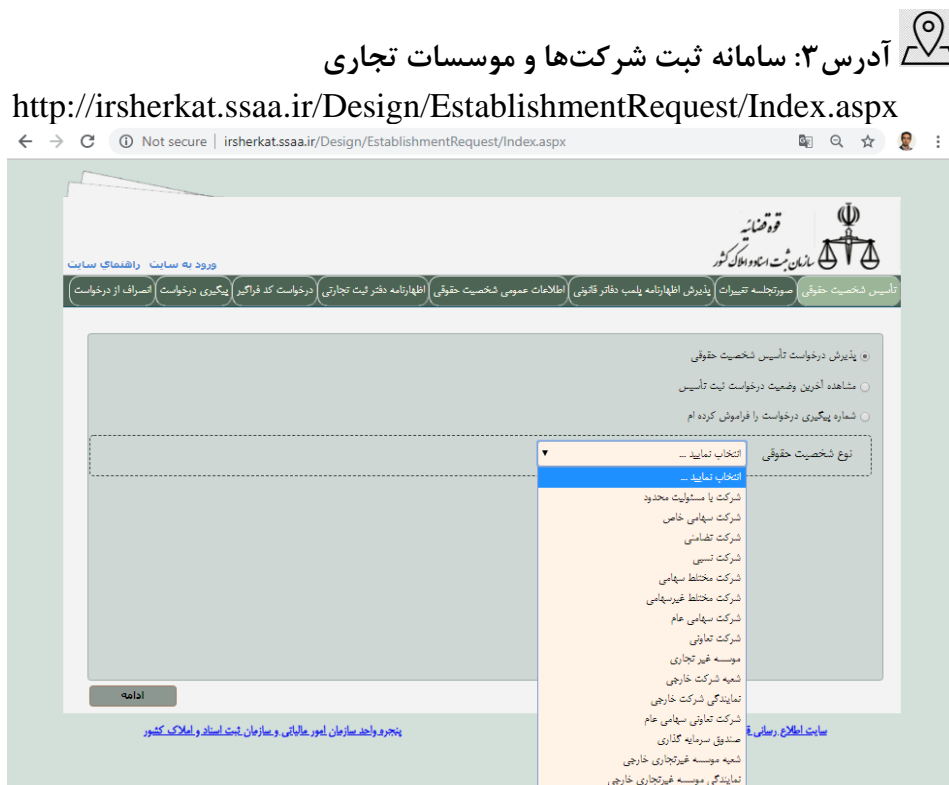 آدرس۳: سامانه ثبت شرکت‌ها و موسسات تجاری
http://irsherkat.ssaa.ir/Design/EstablishmentRequest/Index.aspx
Not secure | irsherkat.ssaa.ir/Design/EstablishmentRequest/Index.aspx
قوه قضائیه
سازمان ثبت اسناد و املاک کشور
ورود به سایت راهنمای سایت
تأسیس شخصیت حقوقی صورتجلسه تغییرات پذیرش اظهارنامه پلمب دفاتر قانونی اطلاعات عمومی شخصیت حقوقی اظهارنامه دفتر ثبت تجارتی درخواست کد فراگیر پیگیری درخواست انصراف از درخواست
پذیرش درخواست تأسیس شخصیت حقوقی
مشاهده آخرین وضعیت درخواست ثبت تأسیس
شماره پیگیری درخواست را فراموش کرده ام
نوع شخصیت حقوقی انتخاب نمایید ...
انتخاب نمایید ...
شرکت با مسئولیت محدود
شرکت سهامی خاص
شرکت تضامنی
شرکت نسبی
شرکت مختلط سهامی
شرکت مختلط غیرسهامی
شرکت سهامی عام
شرکت تعاونی
موسسه غیر تجاری
شعبه شرکت خارجی
نمایندگی شرکت خارجی
شرکت تعاونی سهامی عام
صندوق سرمایه گذاری
شعبه موسسه غیرتجاری خارجی
نمایندگی موسسه غیرتجاری خارجی
ادامه
سایت اطلاع رسانی
پنجره واحد سازمان امور مالیاتی و سازمان ثبت اسناد و املاک کشور